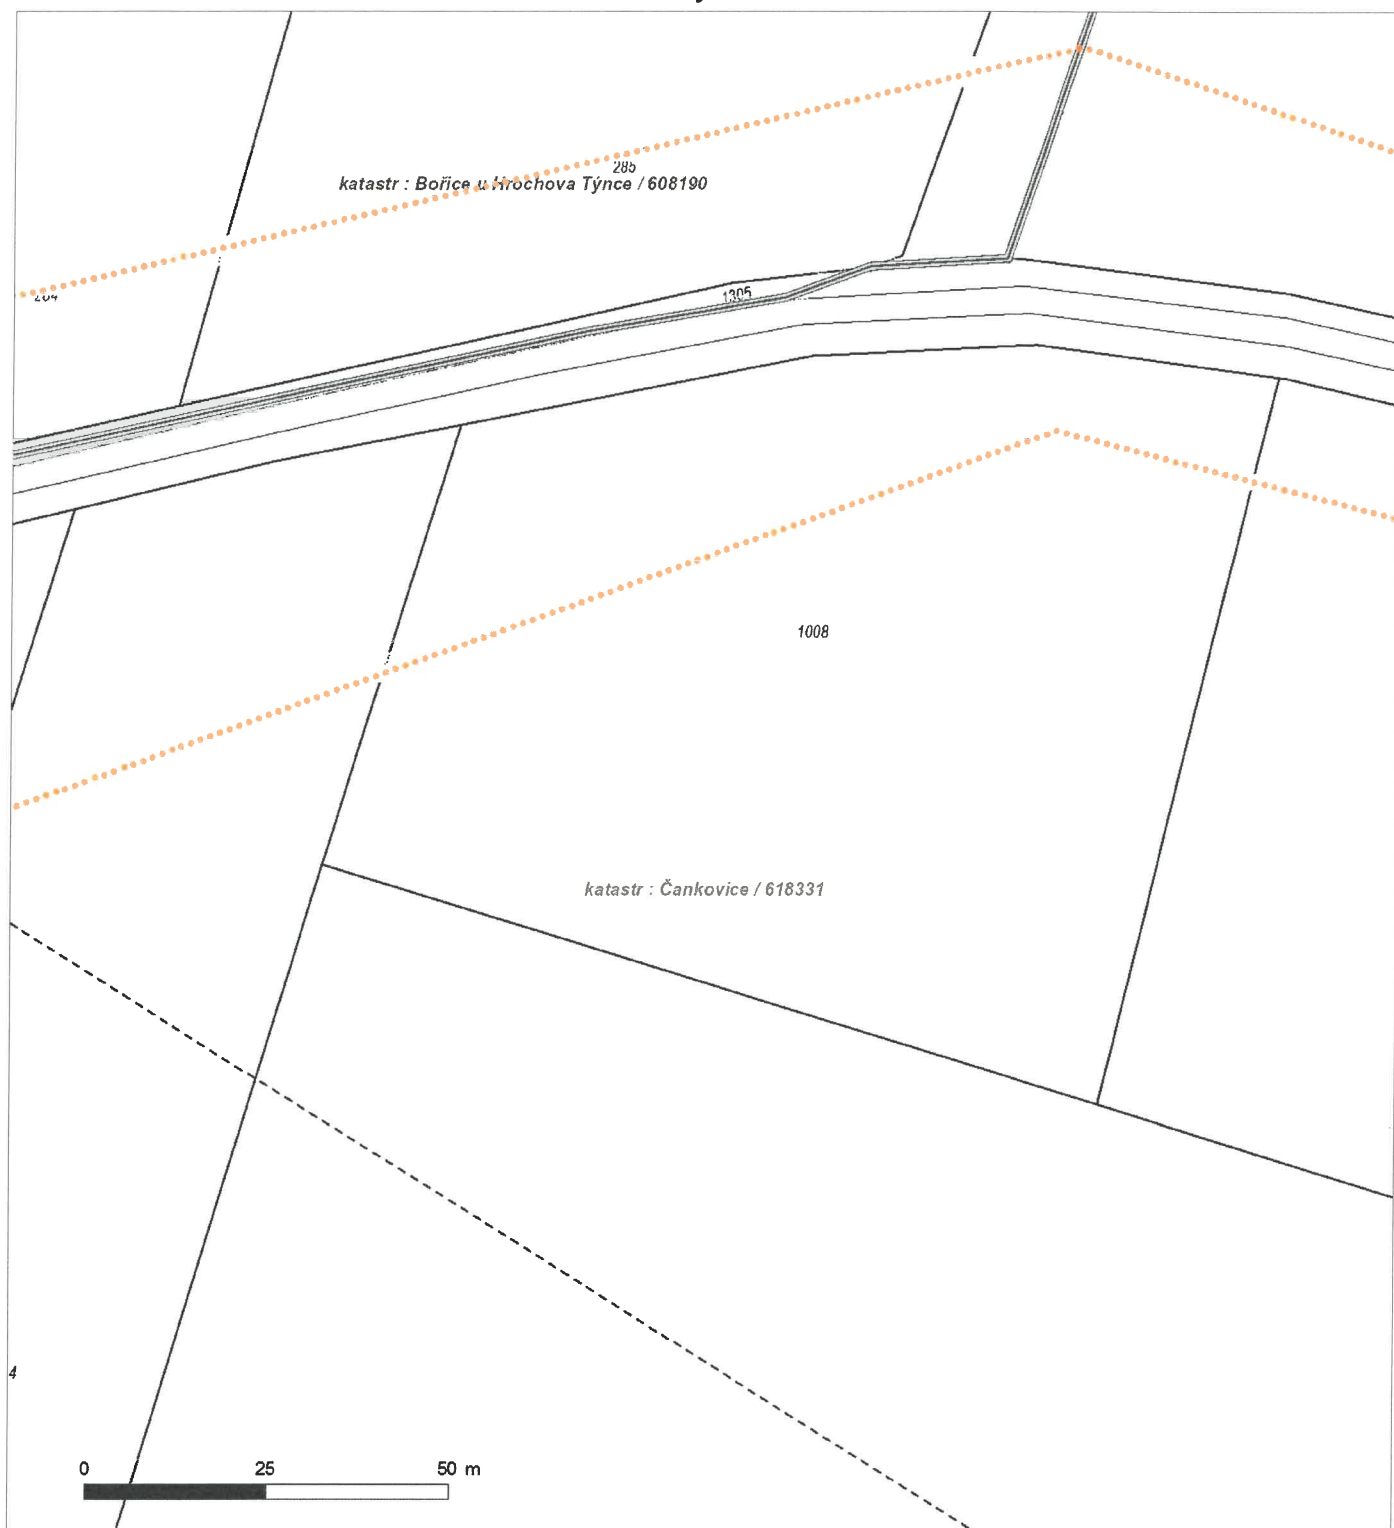 285
katastr : Bořice u Hrochova Týnce / 608190
1305
1008
katastr : Čankovice / 618331
4
0 25 50 m